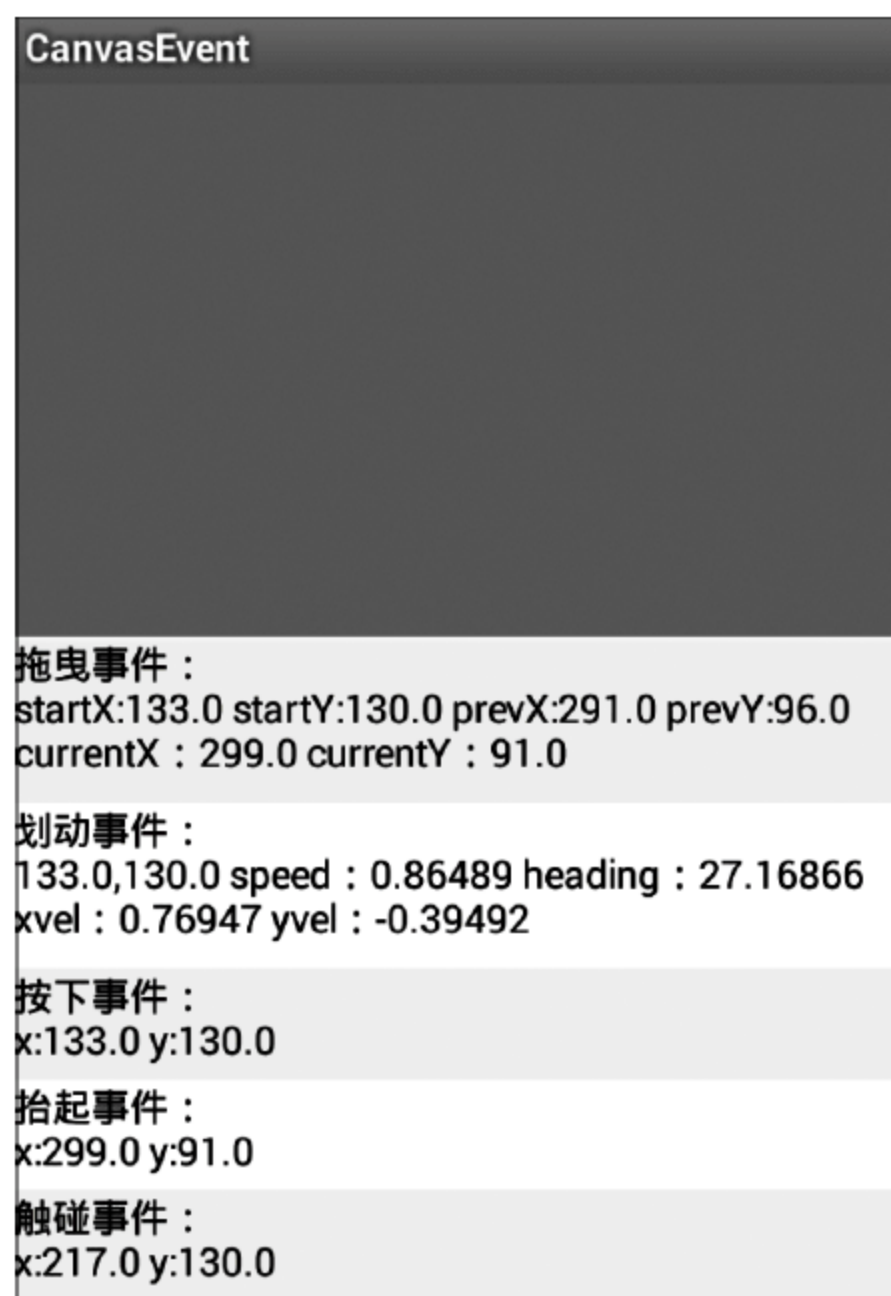 CanvasEvent
拖曳事件：
startX:133.0 startY:130.0 prevX:291.0 prevY:96.0
currentX：299.0 currentY：91.0
划动事件：
133.0,130.0 speed：0.86489 heading：27.16866
xvel：0.76947 yvel：-0.39492
按下事件：
x:133.0 y:130.0
抬起事件：
x:299.0 y:91.0
触碰事件：
x:217.0 y:130.0